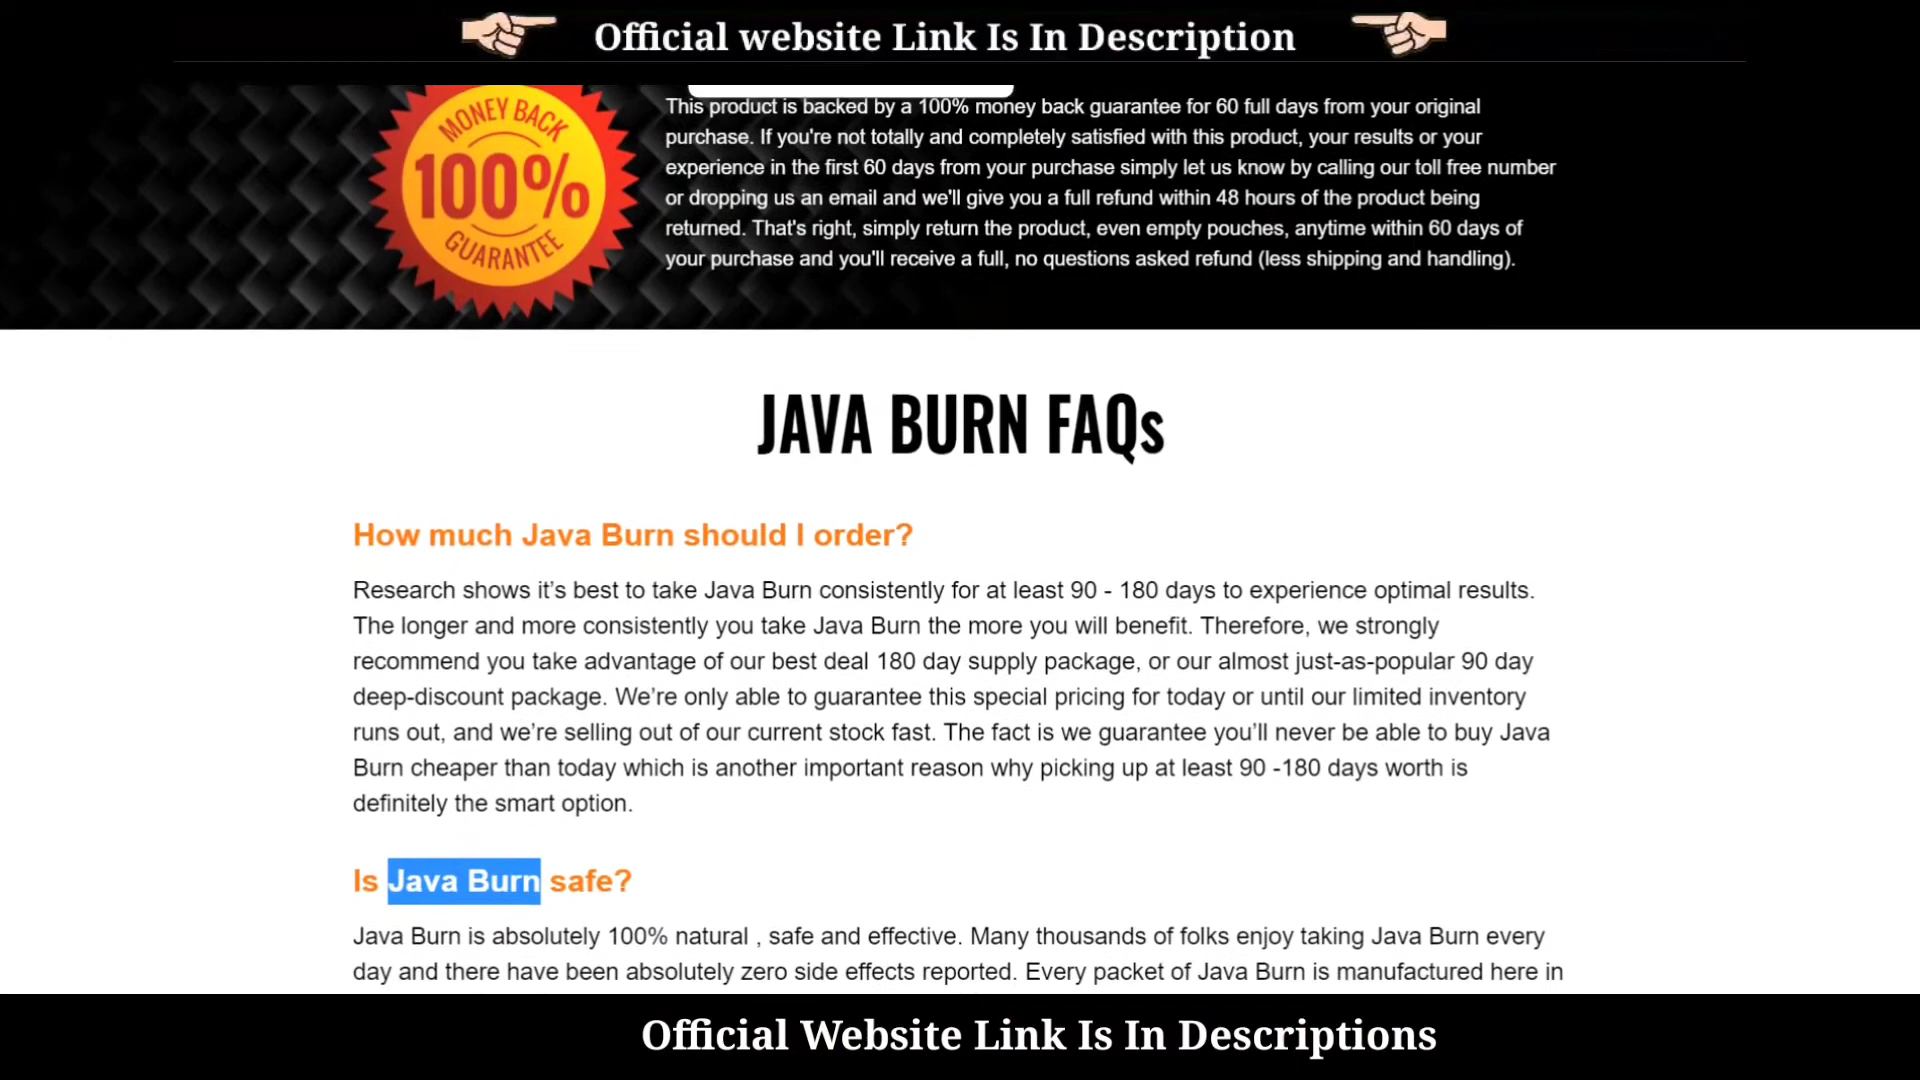 Official website Link Is In Description
MONEY BACK
100%
GUARANTEE
This product is backed by a 100% money back guarantee for 60 full days from your original
purchase. If you're not totally and completely satisfied with this product, your results or your
experience in the first 60 days from your purchase simply let us know by calling our toll free number
or dropping us an email and we'll give you a full refund within 48 hours of the product being
returned. That's right, simply return the product, even empty pouches, anytime within 60 days of
your purchase and you'll receive a full, no questions asked refund (less shipping and handling).
JAVA BURN FAQs
How much Java Burn should I order?
Research shows it’s best to take Java Burn consistently for at least 90 - 180 days to experience optimal results.
The longer and more consistently you take Java Burn the more you will benefit. Therefore, we strongly
recommend you take advantage of our best deal 180 day supply package, or our almost just-as-popular 90 day
deep-discount package. We’re only able to guarantee this special pricing for today or until our limited inventory
runs out, and we’re selling out of our current stock fast. The fact is we guarantee you’ll never be able to buy Java
Burn cheaper than today which is another important reason why picking up at least 90 -180 days worth is
definitely the smart option.
Is Java Burn safe?
Java Burn is absolutely 100% natural , safe and effective. Many thousands of folks enjoy taking Java Burn every
day and there have been absolutely zero side effects reported. Every packet of Java Burn is manufactured here in
Official Website Link Is In Descriptions